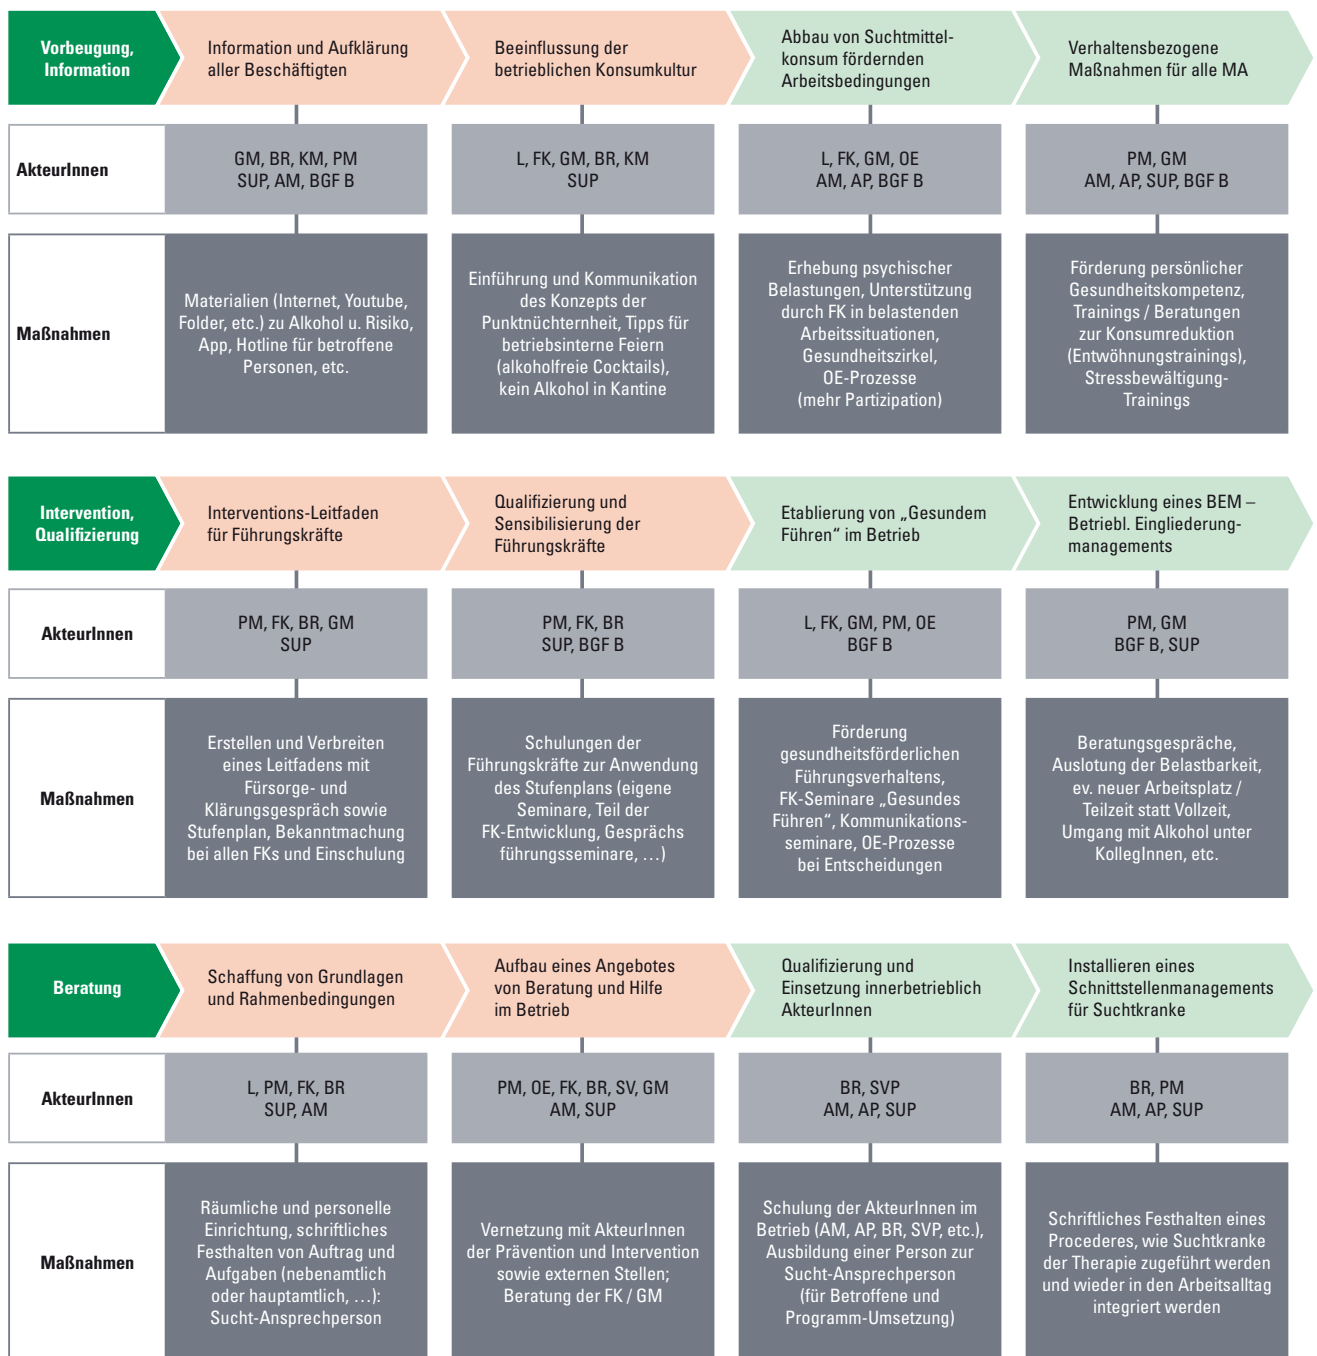 Vorbeugung,
Information
Information und Aufklärung
aller Beschäftigten
Beeinflussung der
betrieblichen Konsumkultur
Abbau von Suchtmittel-
konsum fördernden
Arbeitsbedingungen
Verhaltensbezogene
Maßnahmen für alle MA
AkteurInnen
GM, BR, KM, PM
SUP, AM, BGF B
L, FK, GM, BR, KM
SUP
L, FK, GM, OE
AM, AP, BGF B
PM, GM
AM, AP, SUP, BGF B
Maßnahmen
Materialien (Internet, Youtube,
Folder, etc.) zu Alkohol u. Risiko,
App, Hotline für betroffene
Personen, etc.
Einführung und Kommunikation
des Konzepts der
Punktnüchternheit, Tipps für
betriebsinterne Feiern
(alkoholfreie Cocktails),
kein Alkohol in Kantine
Erhebung psychischer
Belastungen, Unterstützung
durch FK in belastenden
Arbeitssituationen,
Gesundheitszirkel,
OE-Prozesse
(mehr Partizipation)
Förderung persönlicher
Gesundheitskompetenz,
Trainings / Beratungen
zur Konsumreduktion
(Entwöhnungstrainings),
Stressbewältigung-
Trainings
Intervention,
Qualifizierung
Interventions-Leitfaden
für Führungskräfte
Qualifizierung und
Sensibilisierung der
Führungskräfte
Etablierung von „Gesundem
Führen“ im Betrieb
Entwicklung eines BEM –
Betriebl. Eingliederung-
managements
AkteurInnen
PM, FK, BR, GM
SUP
PM, FK, BR
SUP, BGF B
L, FK, GM, PM, OE
BGF B
PM, GM
BGF B, SUP
Maßnahmen
Erstellen und Verbreiten
eines Leitfadens mit
Fürsorge- und
Klärungsgespräch sowie
Stufenplan, Bekanntmachung
bei allen FKs und Einschulung
Schulungen der
Führungskräfte zur Anwendung
des Stufenplans (eigene
Seminare, Teil der
FK-Entwicklung, Gesprächs
führungsseminare, …)
Förderung
gesundheitsförderlichen
Führungsverhaltens,
FK-Seminare „Gesundes
Führen“, Kommunikations-
seminare, OE-Prozesse
bei Entscheidungen
Beratungsgespräche,
Auslotung der Belastbarkeit,
ev. neuer Arbeitsplatz /
Teilzeit statt Vollzeit,
Umgang mit Alkohol unter
KollegInnen, etc.
Beratung
Schaffung von Grundlagen
und Rahmenbedingungen
Aufbau eines Angebotes
von Beratung und Hilfe
im Betrieb
Qualifizierung und
Einsetzung innerbetrieblich
AkteurInnen
Installieren eines
Schnittstellenmanagements
für Suchtkranke
AkteurInnen
L, PM, FK, BR
SUP, AM
PM, OE, FK, BR, SV, GM
AM, SUP
BR, SVP
AM, AP, SUP
BR, PM
AM, AP, SUP
Maßnahmen
Räumliche und personelle
Einrichtung, schriftliches
Festhalten von Auftrag und
Aufgaben (nebenamtlich
oder hauptamtlich, …):
Sucht-Ansprechperson
Vernetzung mit AkteurInnen
der Prävention und Intervention
sowie externen Stellen;
Beratung der FK / GM
Schulung der AkteurInnen im
Betrieb (AM, AP, BR, SVP, etc.),
Ausbildung einer Person zur
Sucht-Ansprechperson
(für Betroffene und
Programm-Umsetzung)
Schriftliches Festhalten eines
Procederes, wie Suchtkranke
der Therapie zugeführt werden
und wieder in den Arbeitsalltag
integriert werden